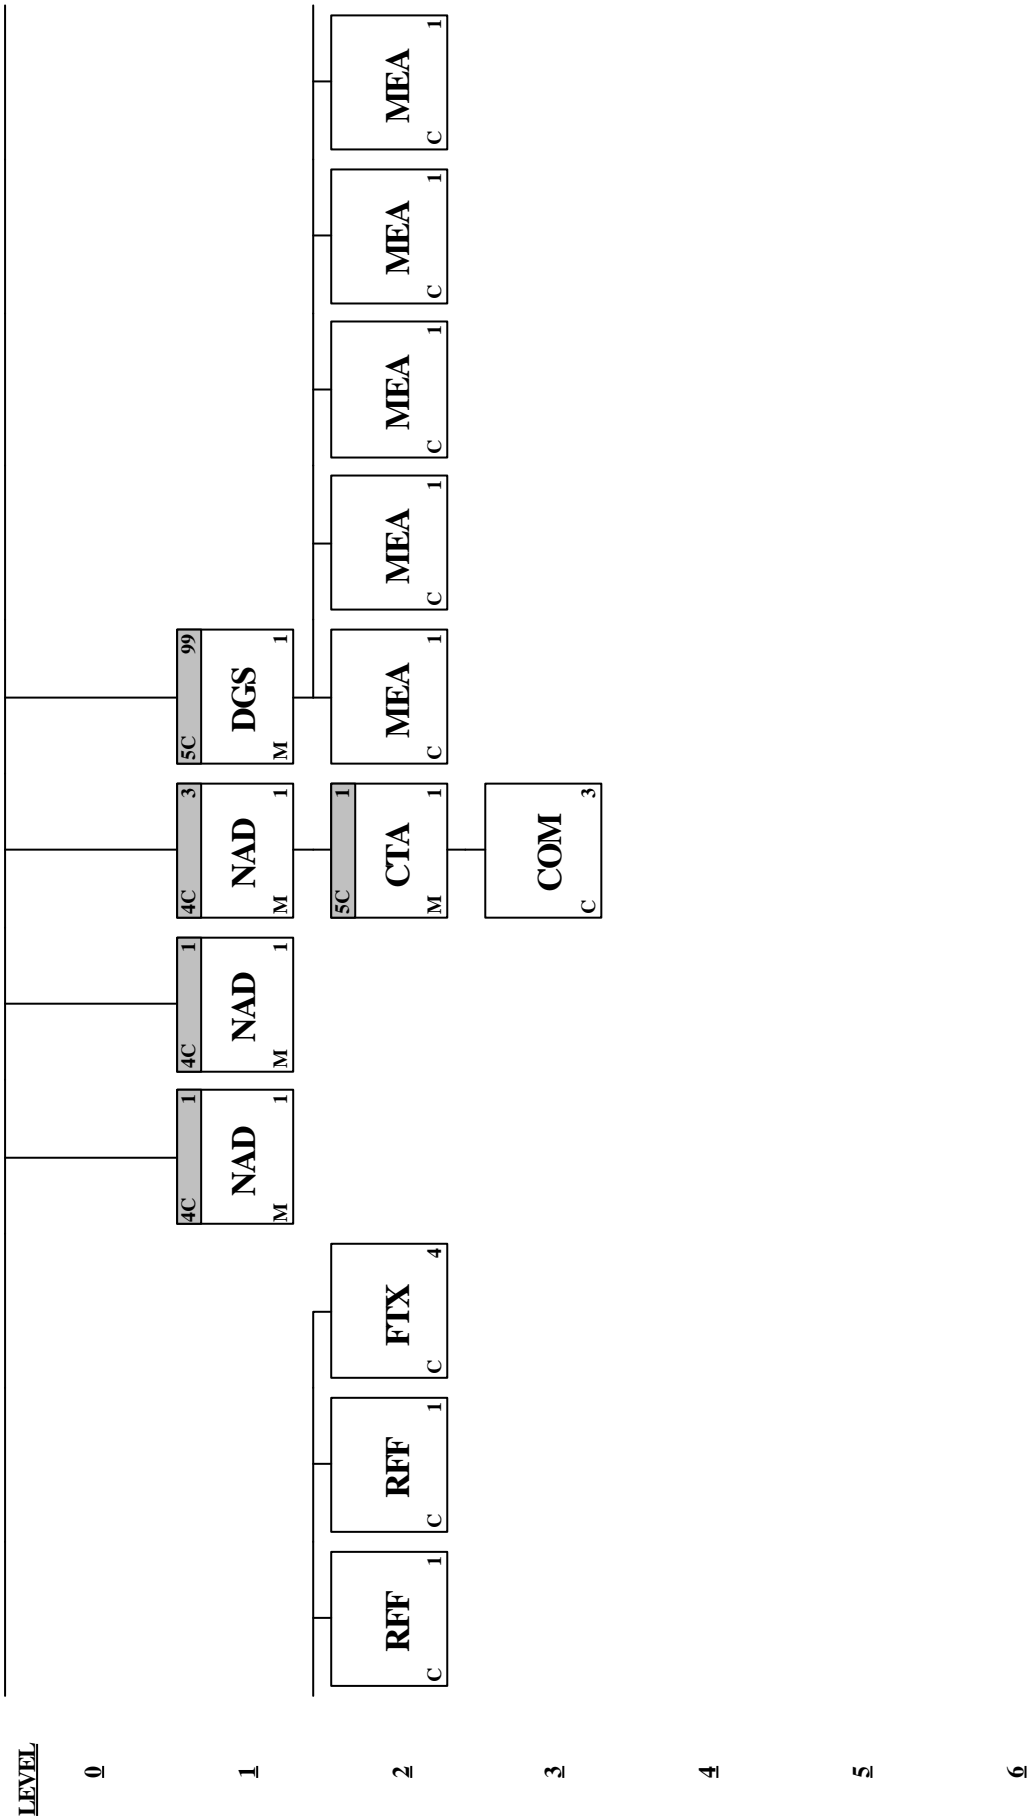 LEVEL
0
4C 1 4C 1 4C 3 5C 99
1 NAD NAD NAD DGS
M 1 M 1 M 1 M 1
5C 1
2 RFF RFF FTX CTA MEA MEA MEA MEA MEA
C 1 C 1 C 4 M 1 C 1 C 1 C 1 C 1 C 1
3 COM
C 3
4
5
6